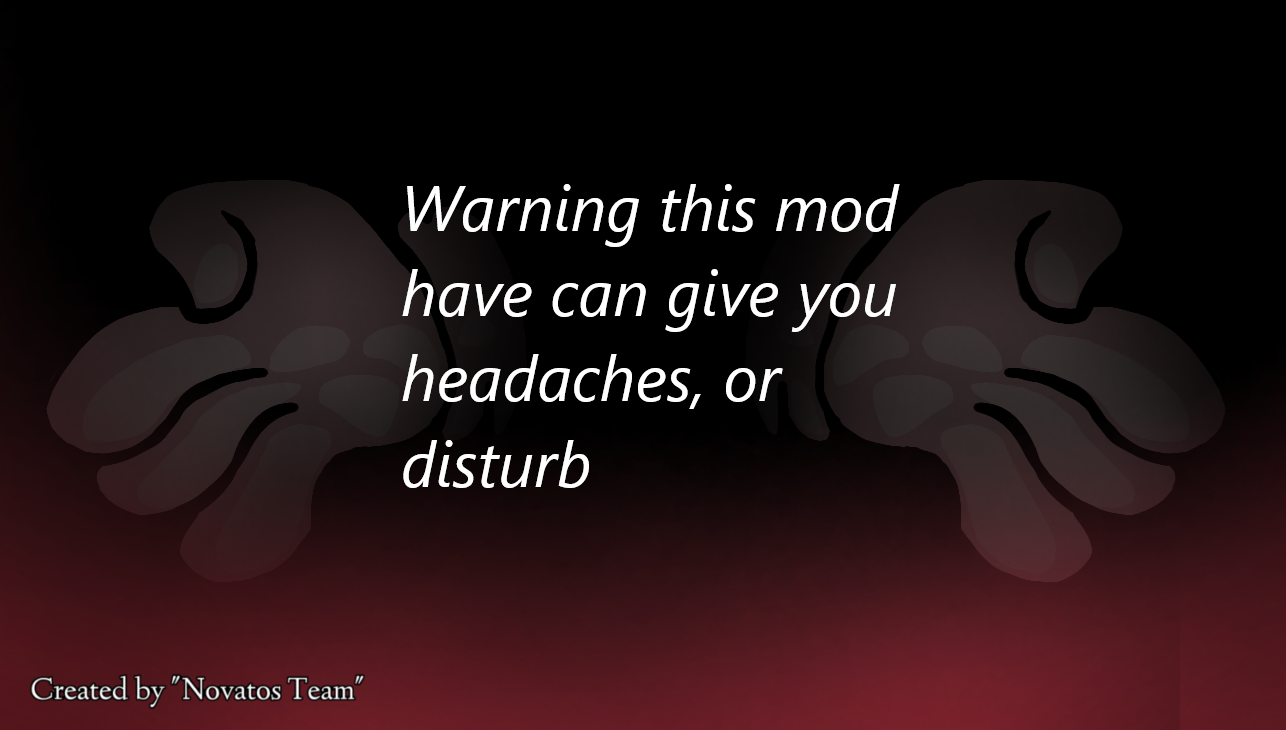 Warning this mod
have can give you
headaches, or
disturb
Created by "Novatos Team"